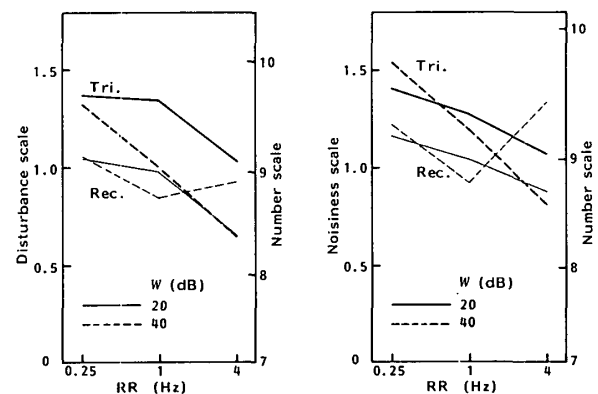 Disturbance scale
1.5
1.0
0.5
0
Tri.
Rec.
W (dB)
20
40
0.25
1
4
RR (Hz)
10
9
8
7
Number scale
Noisiness scale
1.5
1.0
0.5
0
Tri.
Rec.
W (dB)
20
40
0.25
1
4
RR (Hz)
10
9
8
7
Number scale